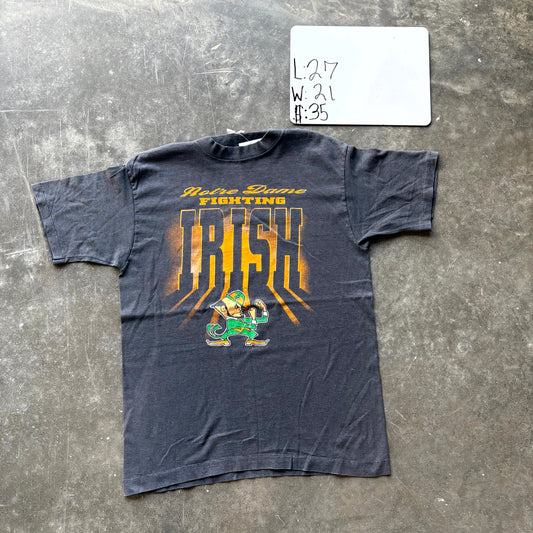 L: 27
W: 21
$: 35
Notre Dame
FIGHTING
IRISH